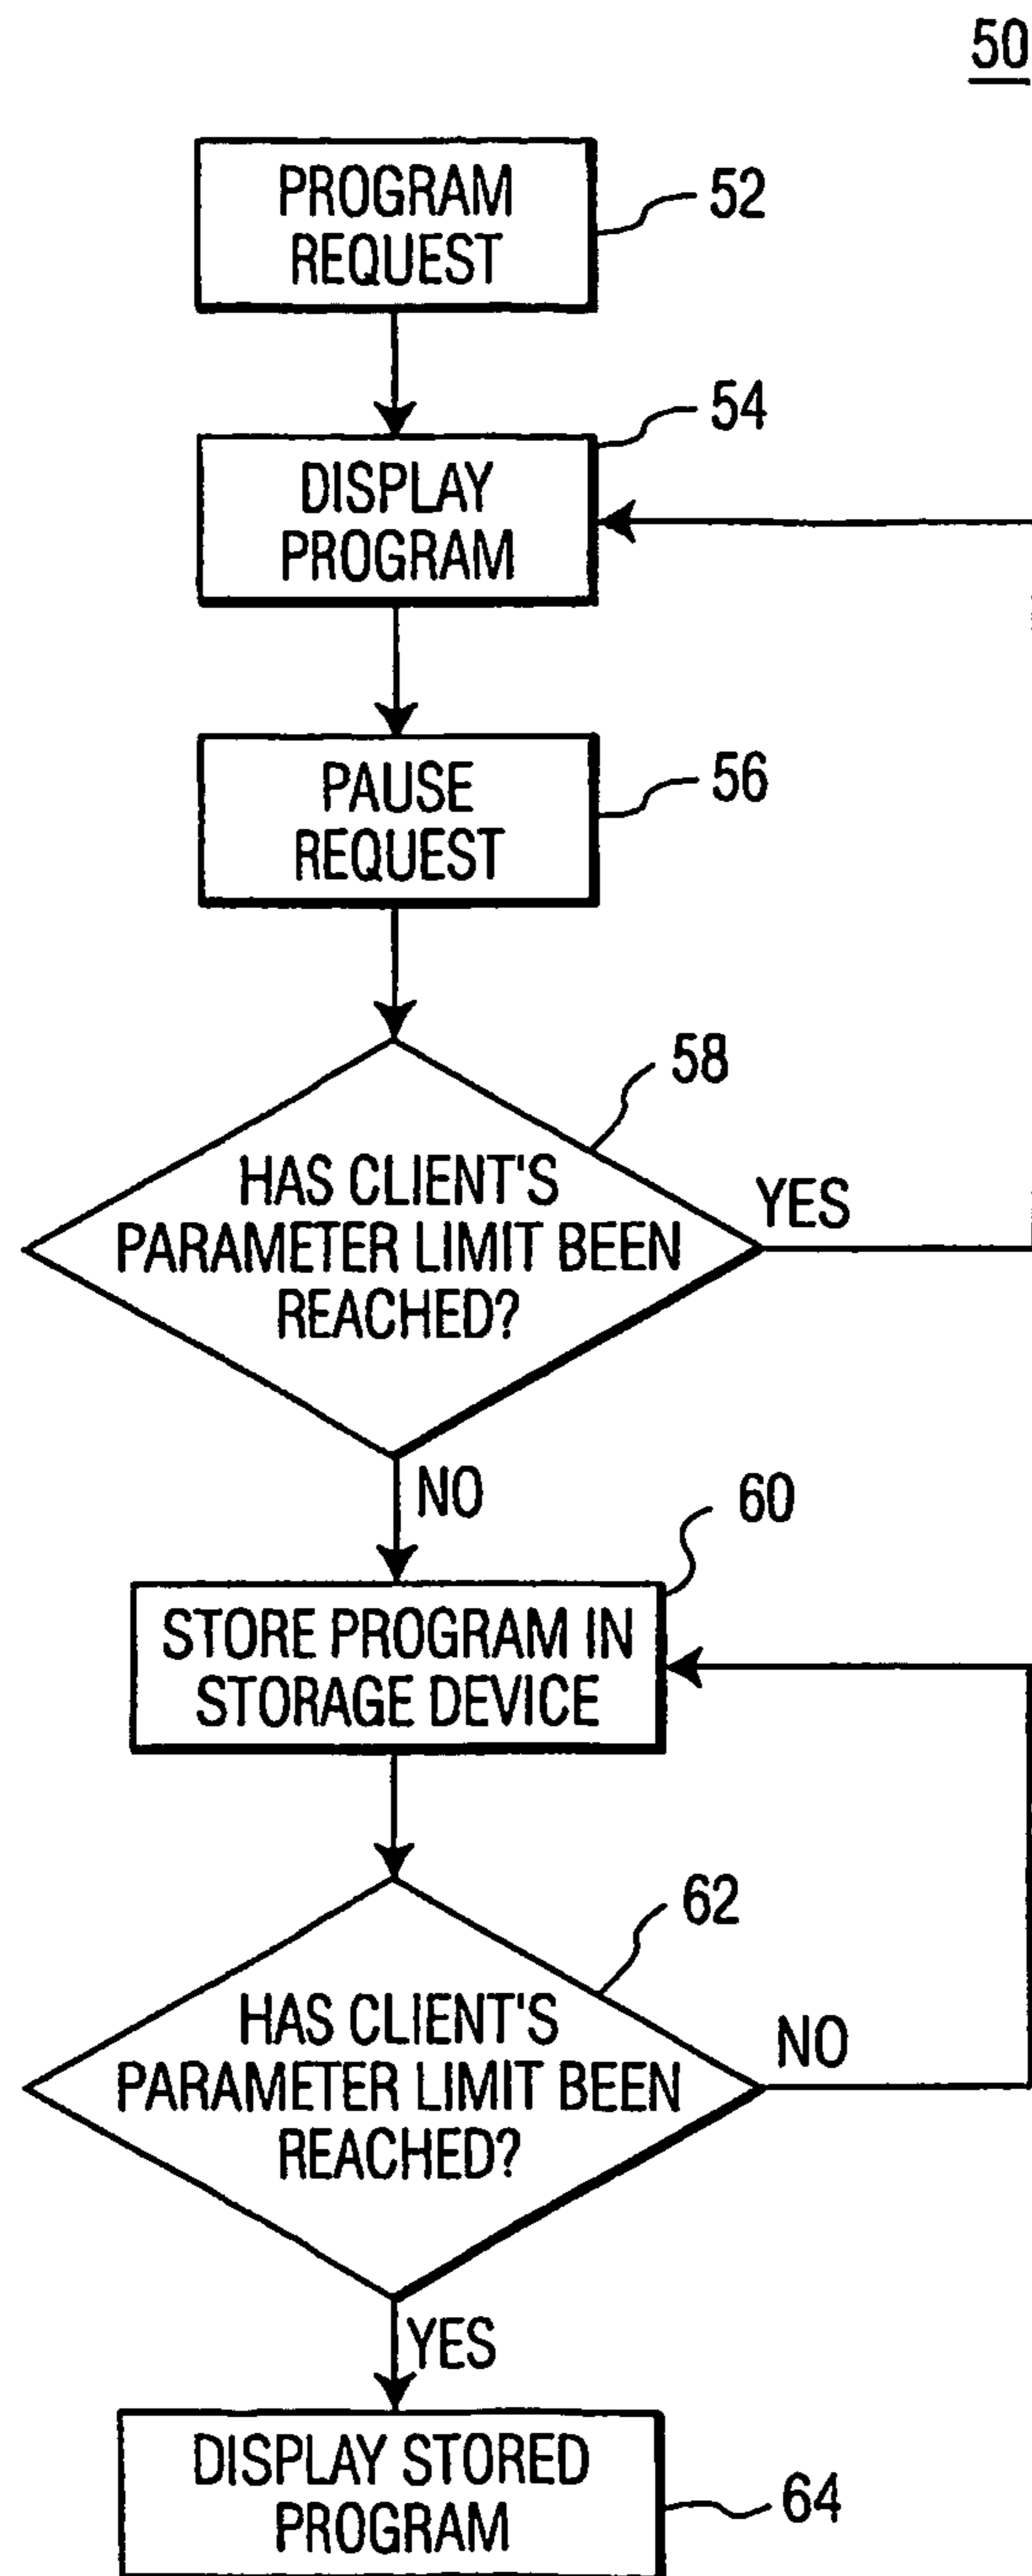 50
PROGRAM
REQUEST
52
DISPLAY
PROGRAM
54
PAUSE
REQUEST
56
HAS CLIENT'S
PARAMETER LIMIT BEEN
REACHED?
58
YES
NO
STORE PROGRAM IN
STORAGE DEVICE
60
HAS CLIENT'S
PARAMETER LIMIT BEEN
REACHED?
62
NO
YES
DISPLAY STORED
PROGRAM
64